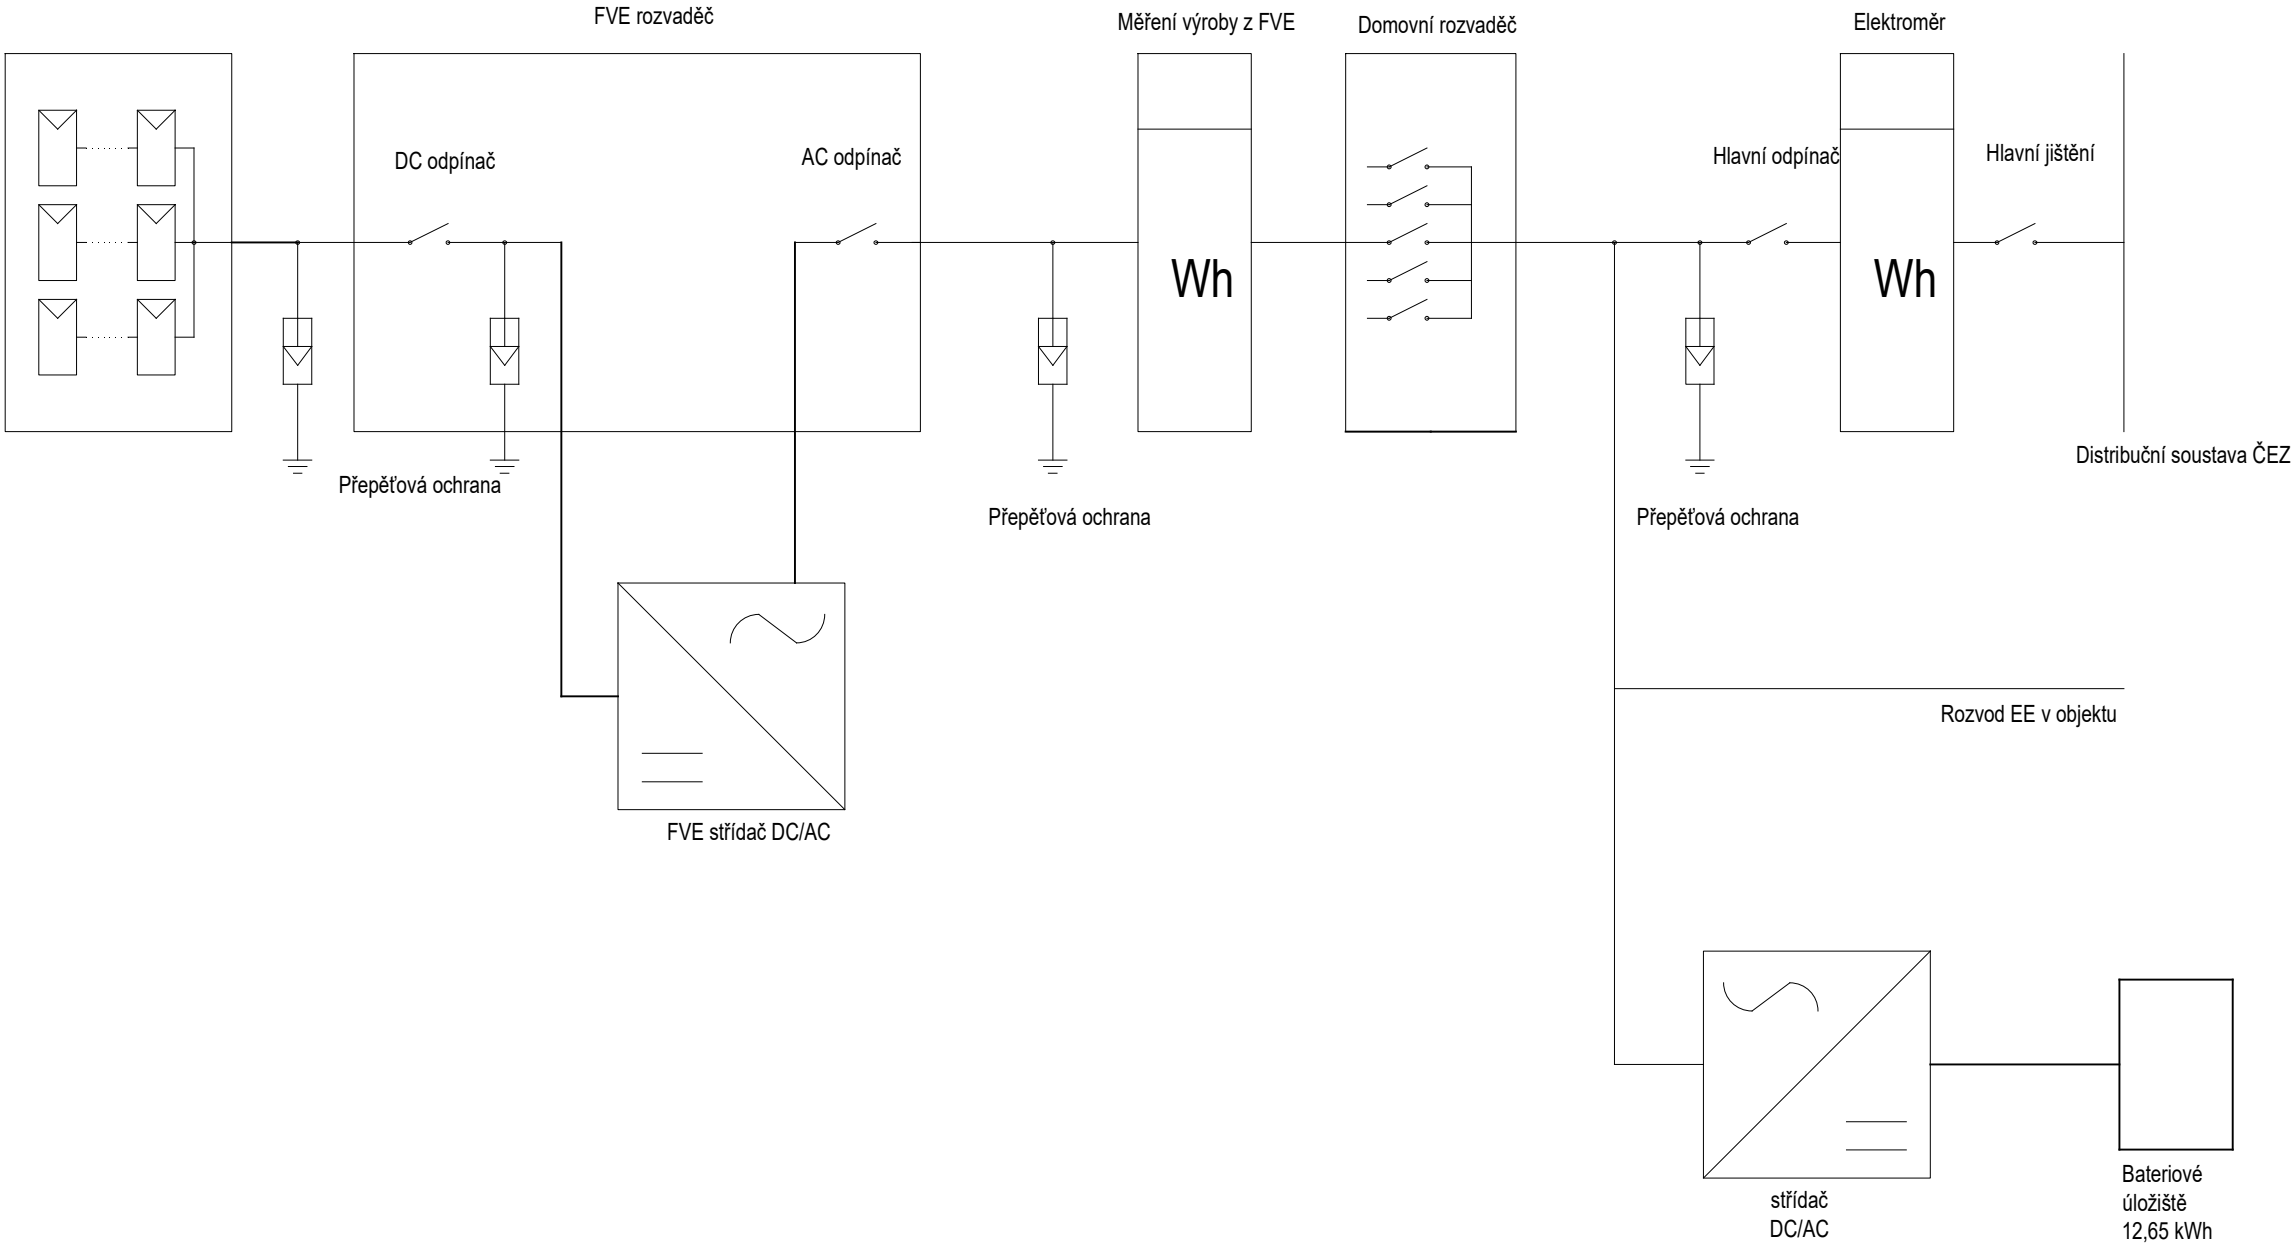 FVE rozvaděč
Měření výroby z FVE
Domovní rozvaděč
Elektroměr
DC odpínač
AC odpínač
Hlavní odpínač
Hlavní jištění
Wh
Wh
Distribuční soustava ČEZ
Přepěťová ochrana
Přepěťová ochrana
Přepěťová ochrana
Rozvod EE v objektu
FVE střídač DC/AC
střídač
DC/AC
Bateriové
úložiště
12,65 kWh